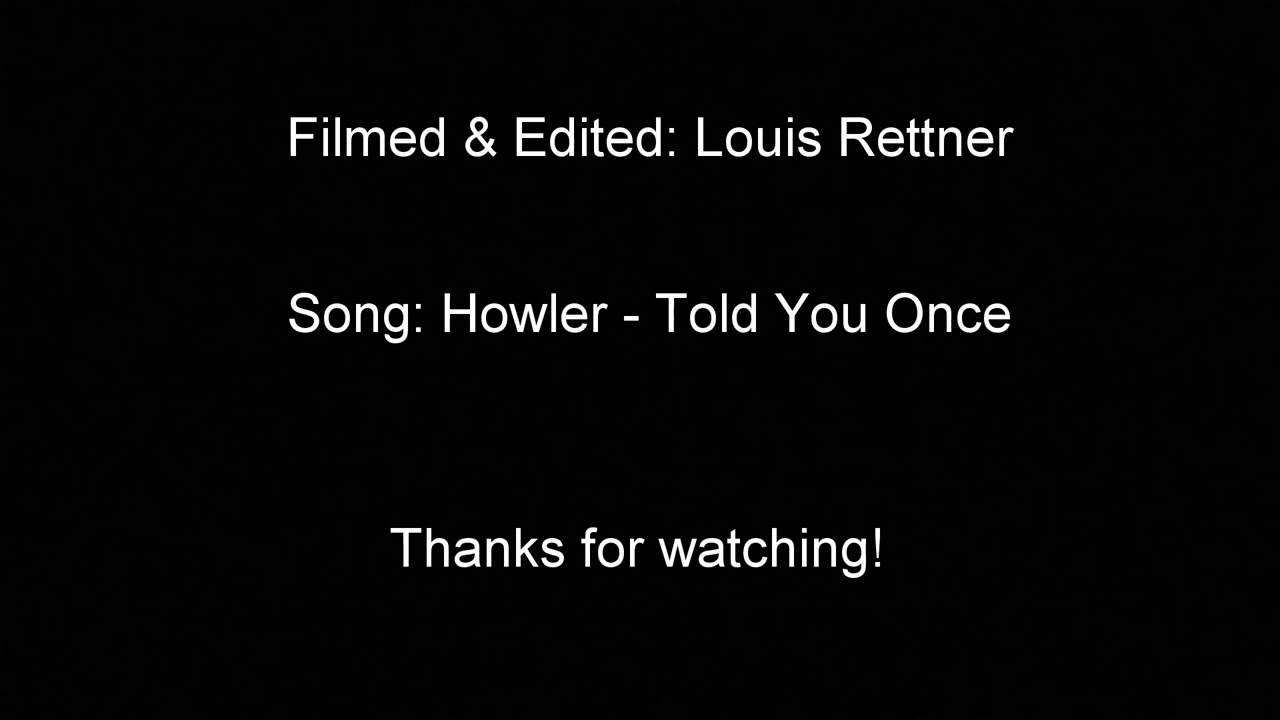 Filmed & Edited: Louis Rettner
Song: Howler - Told You Once
Thanks for watching!